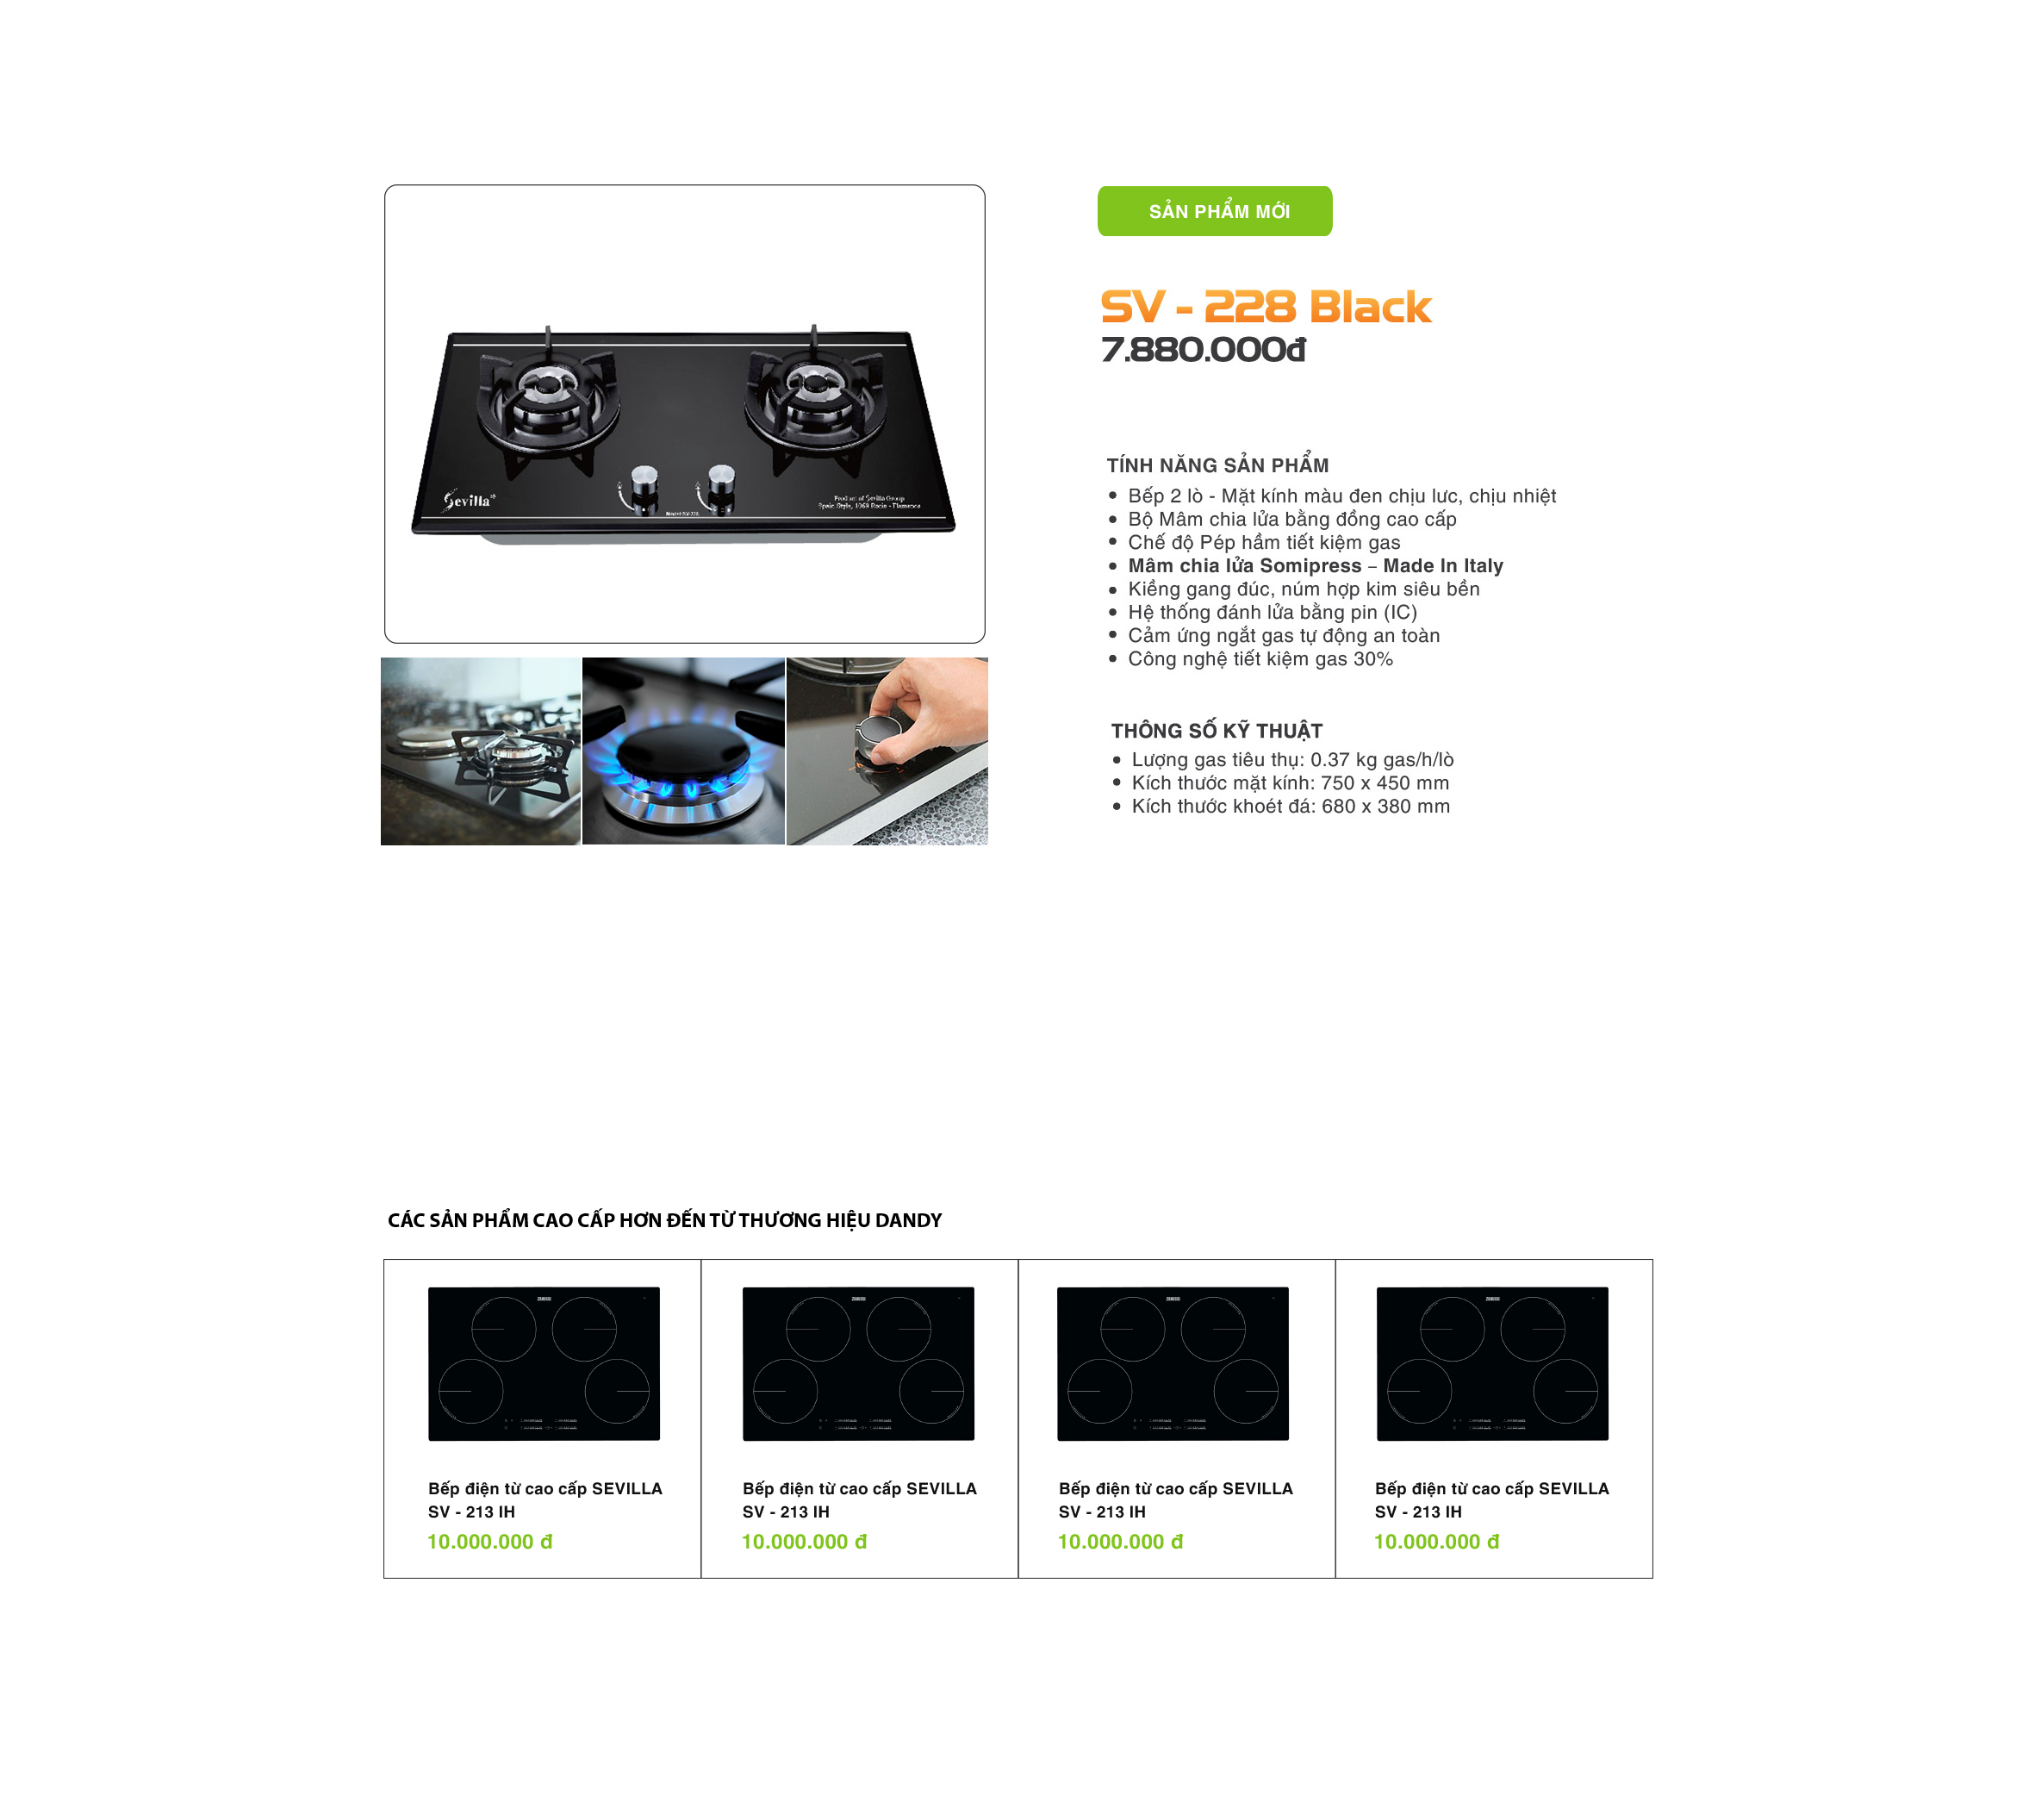 SẢN PHẨM MỚI
SV - 228 Black
7.880.000đ
Sevilla
Product of Sevilla Group
Spain Style, 1069 Rocio - Flamenco
TÍNH NĂNG SẢN PHẨM
Bếp 2 lò - Mặt kính màu đen chịu lưc, chịu nhiệt
Bộ Mâm chia lửa bằng đồng cao cấp
Chế độ Pép hầm tiết kiệm gas
Mâm chia lửa Somipress – Made In Italy
Kiềng gang đúc, núm hợp kim siêu bền
Hệ thống đánh lửa bằng pin (IC)
Cảm ứng ngắt gas tự động an toàn
Công nghệ tiết kiệm gas 30%
THÔNG SỐ KỸ THUẬT
Lượng gas tiêu thụ: 0.37 kg gas/h/lò
Kích thước mặt kính: 750 x 450 mm
Kích thước khoét đá: 680 x 380 mm
CÁC SẢN PHẨM CAO CẤP HƠN ĐẾN TỪ THƯƠNG HIỆU DANDY
Bếp điện từ cao cấp SEVILLA
SV - 213 IH
10.000.000 đ
Bếp điện từ cao cấp SEVILLA
SV - 213 IH
10.000.000 đ
Bếp điện từ cao cấp SEVILLA
SV - 213 IH
10.000.000 đ
Bếp điện từ cao cấp SEVILLA
SV - 213 IH
10.000.000 đ